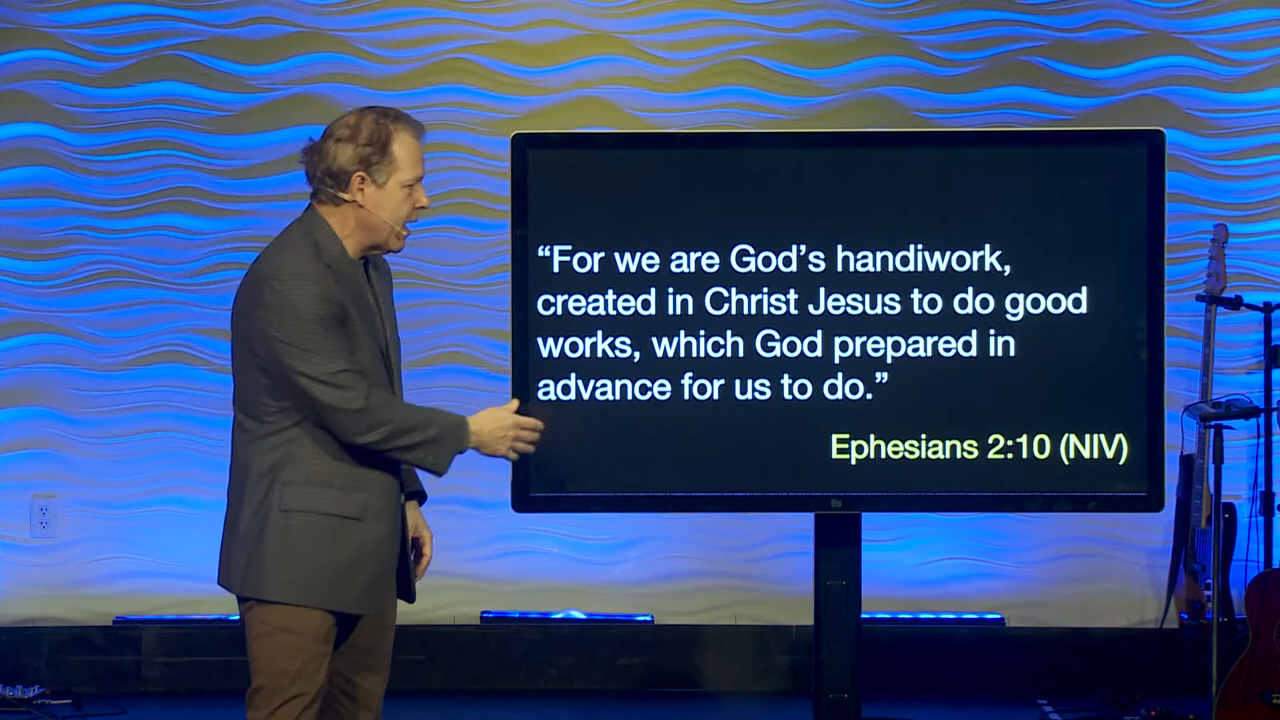 “For we are God’s handiwork,
created in Christ Jesus to do good
works, which God prepared in
advance for us to do.”
Ephesians 2:10 (NIV)
elo